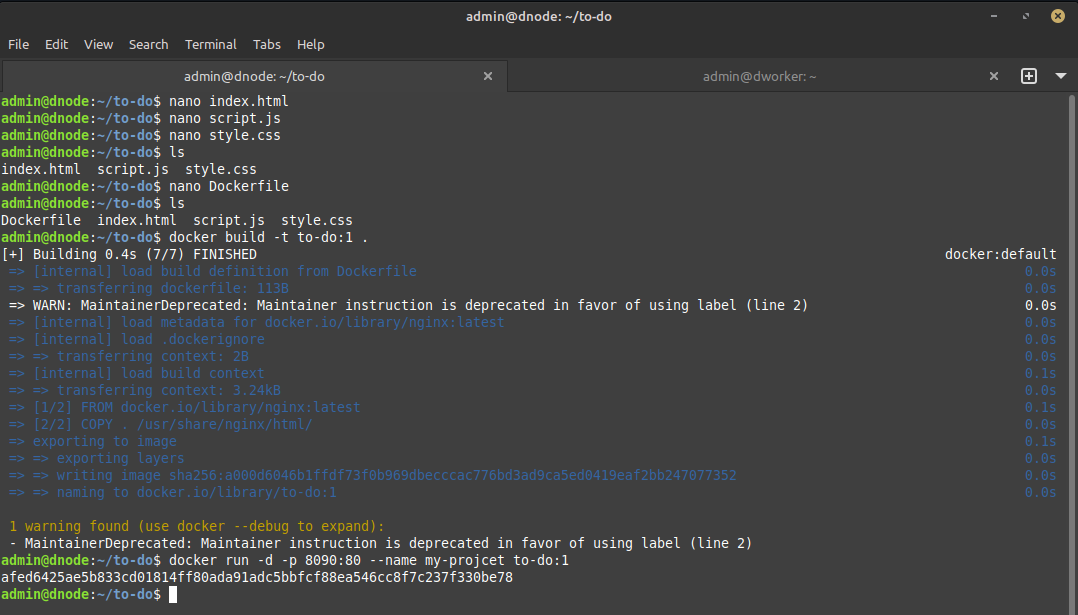 admin@dnode: ~/to-do
File Edit View Search Terminal Tabs Help
admin@dnode: ~/to-do admin@dworker: ~
admin@dnode:~/to-do$ nano index.html
admin@dnode:~/to-do$ nano script.js
admin@dnode:~/to-do$ nano style.css
admin@dnode:~/to-do$ ls
index.html  script.js  style.css
admin@dnode:~/to-do$ nano Dockerfile
admin@dnode:~/to-do$ ls
Dockerfile  index.html  script.js  style.css
admin@dnode:~/to-do$ docker build -t to-do:1 .
[+] Building 0.4s (7/7) FINISHED docker:default
=> [internal] load build definition from Dockerfile 0.0s
=> => transferring dockerfile: 113B 0.0s
=> WARN: MaintainerDeprecated: Maintainer instruction is deprecated in favor of using label (line 2) 0.0s
=> [internal] load metadata for docker.io/library/nginx:latest 0.0s
=> [internal] load .dockerignore 0.0s
=> => transferring context: 2B 0.0s
=> [internal] load build context 0.1s
=> => transferring context: 3.24kB 0.0s
=> [1/2] FROM docker.io/library/nginx:latest 0.1s
=> [2/2] COPY . /usr/share/nginx/html/ 0.0s
=> exporting to image 0.1s
=> => exporting layers 0.0s
=> => writing image sha256:a000d6046b1ffdf73f0b969dbecccac776bd3ad9ca5ed0419eaf2bb247077352 0.0s
=> => naming to docker.io/library/to-do:1 0.0s
1 warning found (use docker --debug to expand):
- MaintainerDeprecated: Maintainer instruction is deprecated in favor of using label (line 2)
admin@dnode:~/to-do$ docker run -d -p 8090:80 --name my-projcet to-do:1
afed6425ae5b833cd01814ff80ada91adc5bbfcf88ea546cc8f7c237f330be78
admin@dnode:~/to-do$